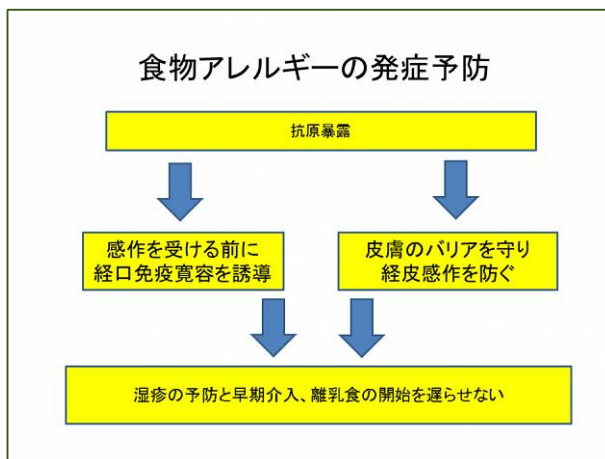 食物アレルギーの発症予防
抗原暴露
感作を受ける前に
経口免疫寛容を誘導
皮膚のバリアを守り
経皮感作を防ぐ
湿疹の予防と早期介入、離乳食の開始を遅らせない